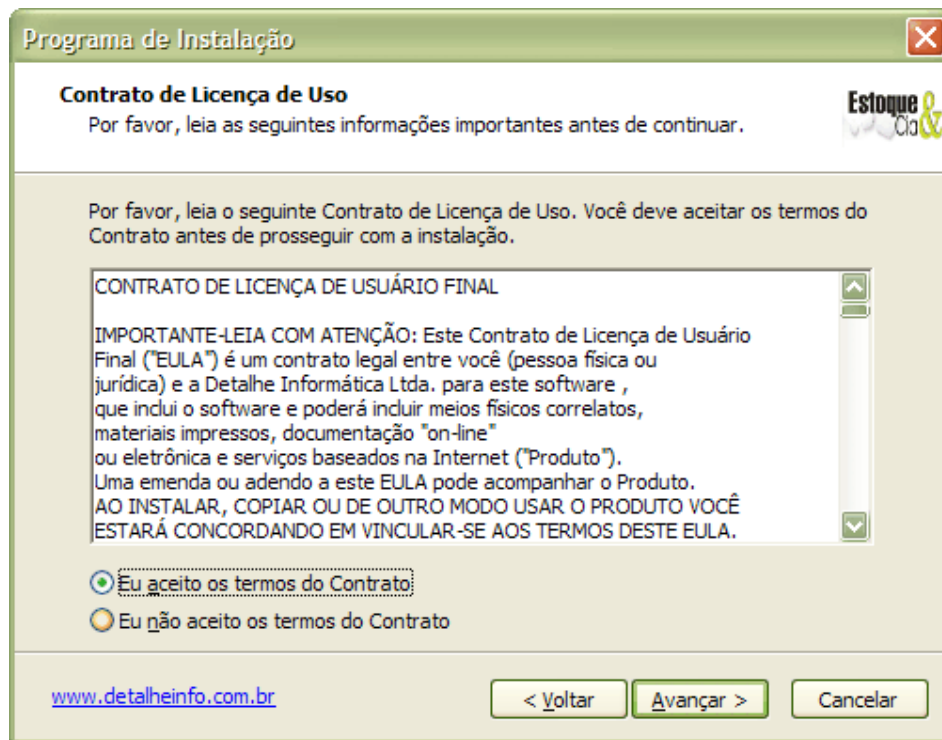 Programa de Instalação
Contrato de Licença de Uso
Por favor, leia as seguintes informações importantes antes de continuar.
Estoque &
Cia
Por favor, leia o seguinte Contrato de Licença de Uso. Você deve aceitar os termos do
Contrato antes de prosseguir com a instalação.
CONTRATO DE LICENÇA DE USUÁRIO FINAL
IMPORTANTE-LEIA COM ATENÇÃO: Este Contrato de Licença de Usuário
Final ("EULA") é um contrato legal entre você (pessoa física ou
jurídica) e a Detalhe Informática Ltda. para este software ,
que inclui o software e poderá incluir meios físicos correlatos,
materiais impressos, documentação "on-line"
ou eletrônica e serviços baseados na Internet ("Produto").
Uma emenda ou adendo a este EULA pode acompanhar o Produto.
AO INSTALAR, COPIAR OU DE OUTRO MODO USAR O PRODUTO VOCÊ
ESTARÁ CONCORDANDO EM VINCULAR-SE AOS TERMOS DESTE EULA.
Eu aceito os termos do Contrato
Eu não aceito os termos do Contrato
www.detalheinfo.com.br < Voltar Avançar > Cancelar